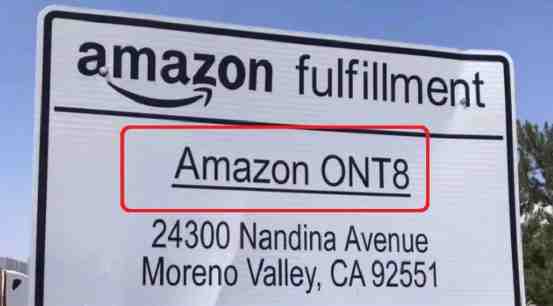 amazon fulfillment
Amazon ONT8
24300 Nandina Avenue
Moreno Valley, CA 92551